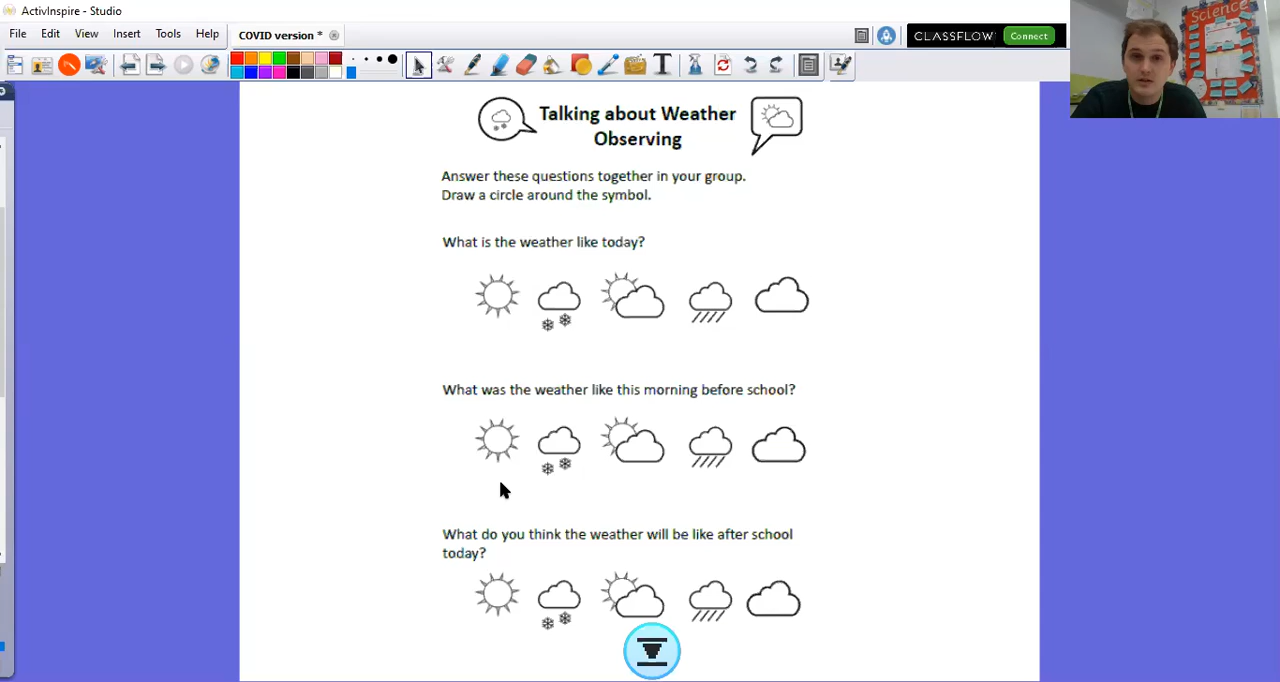 ActivInspire - Studio
File Edit View Insert Tools Help
COVID version *
CLASSFLOW Connect
Science
Talking about Weather
Observing
Answer these questions together in your group.
Draw a circle around the symbol.
What is the weather like today?
What was the weather like this morning before school?
What do you think the weather will be like after school
today?